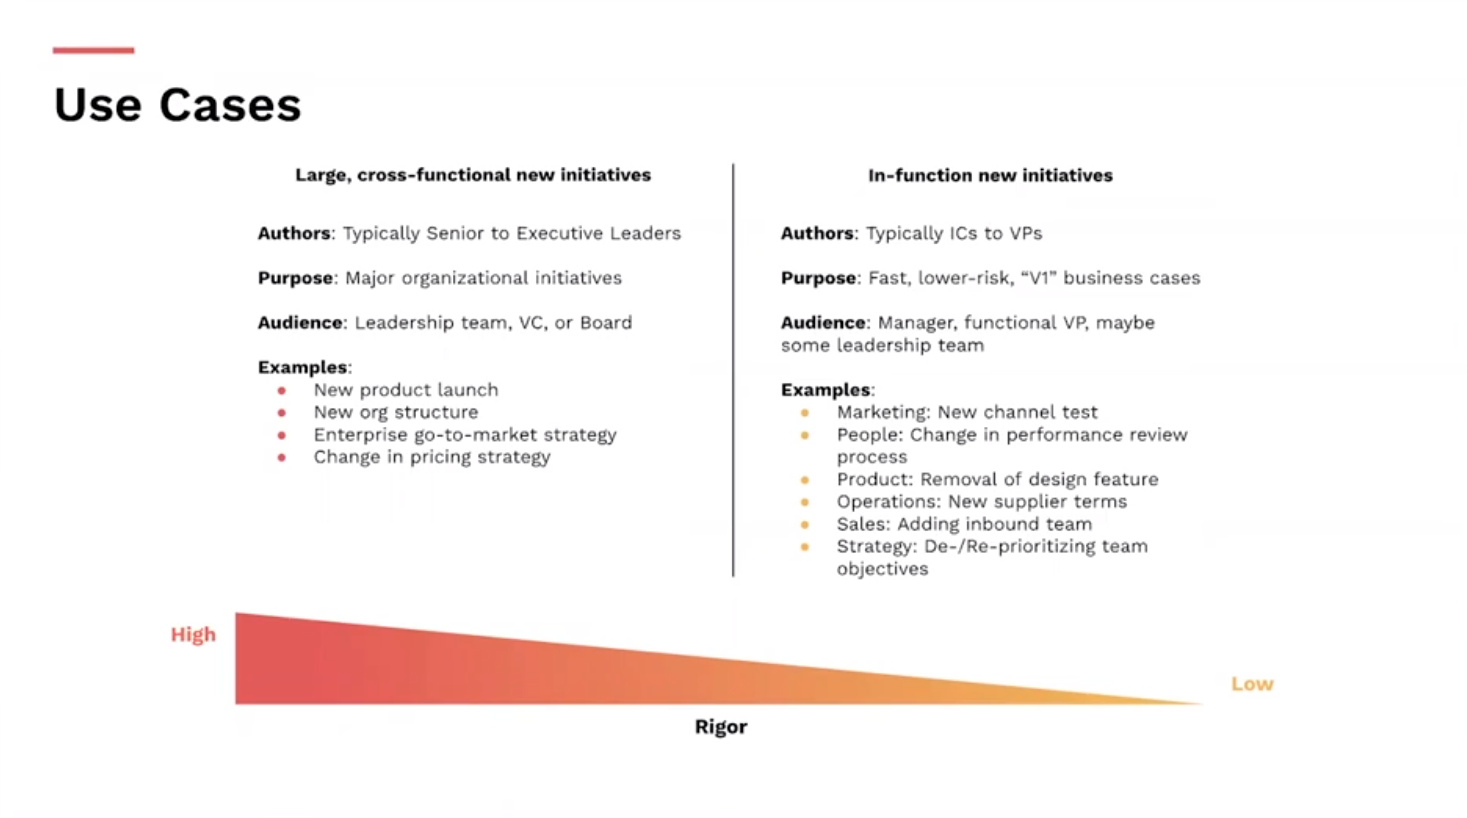 Use Cases
Large, cross-functional new initiatives
Authors: Typically Senior to Executive Leaders
Purpose: Major organizational initiatives
Audience: Leadership team, VC, or Board
Examples:
New product launch
New org structure
Enterprise go-to-market strategy
Change in pricing strategy
In-function new initiatives
Authors: Typically ICs to VPs
Purpose: Fast, lower-risk, “V1” business cases
Audience: Manager, functional VP, maybe
some leadership team
Examples:
Marketing: New channel test
People: Change in performance review
process
Product: Removal of design feature
Operations: New supplier terms
Sales: Adding inbound team
Strategy: De-/Re-prioritizing team
objectives
High
Low
Rigor